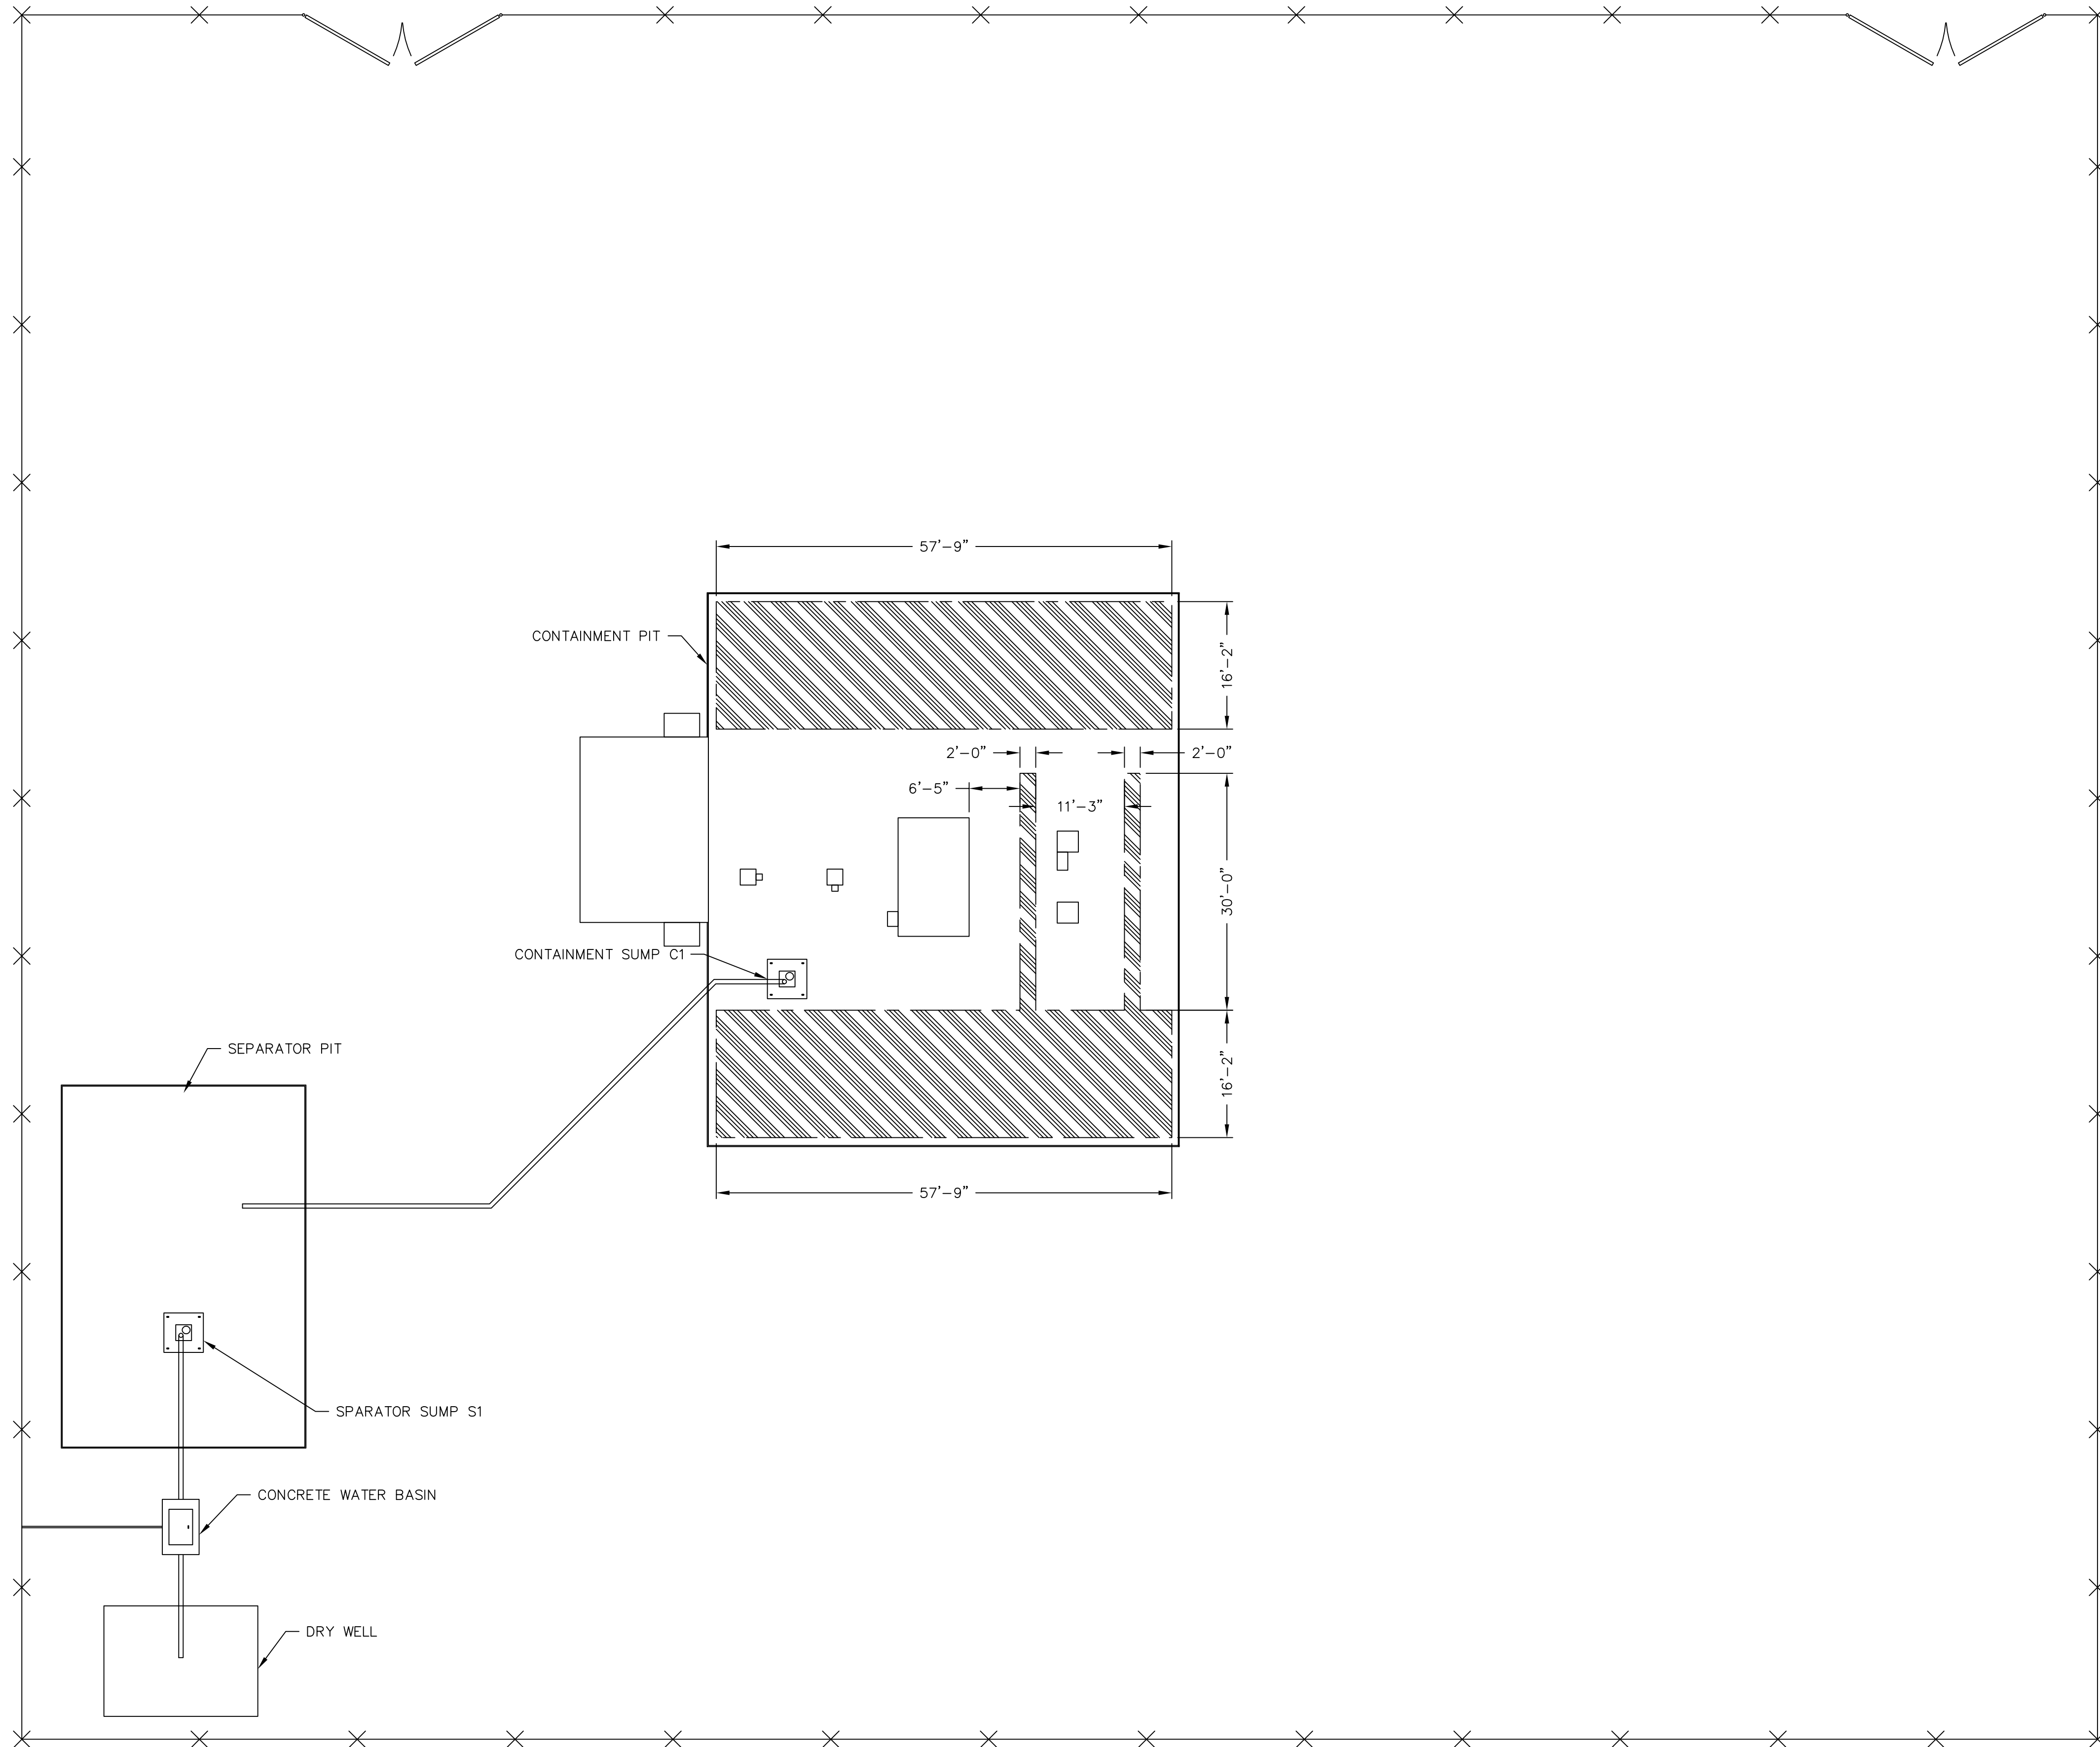 57'-9"
CONTAINMENT PIT
16'-2"
2'-0"
2'-0"
6'-5"
11'-3"
30'-0"
CONTAINMENT SUMP C1
SEPARATOR PIT
16'-2"
57'-9"
SPARATOR SUMP S1
CONCRETE WATER BASIN
DRY WELL